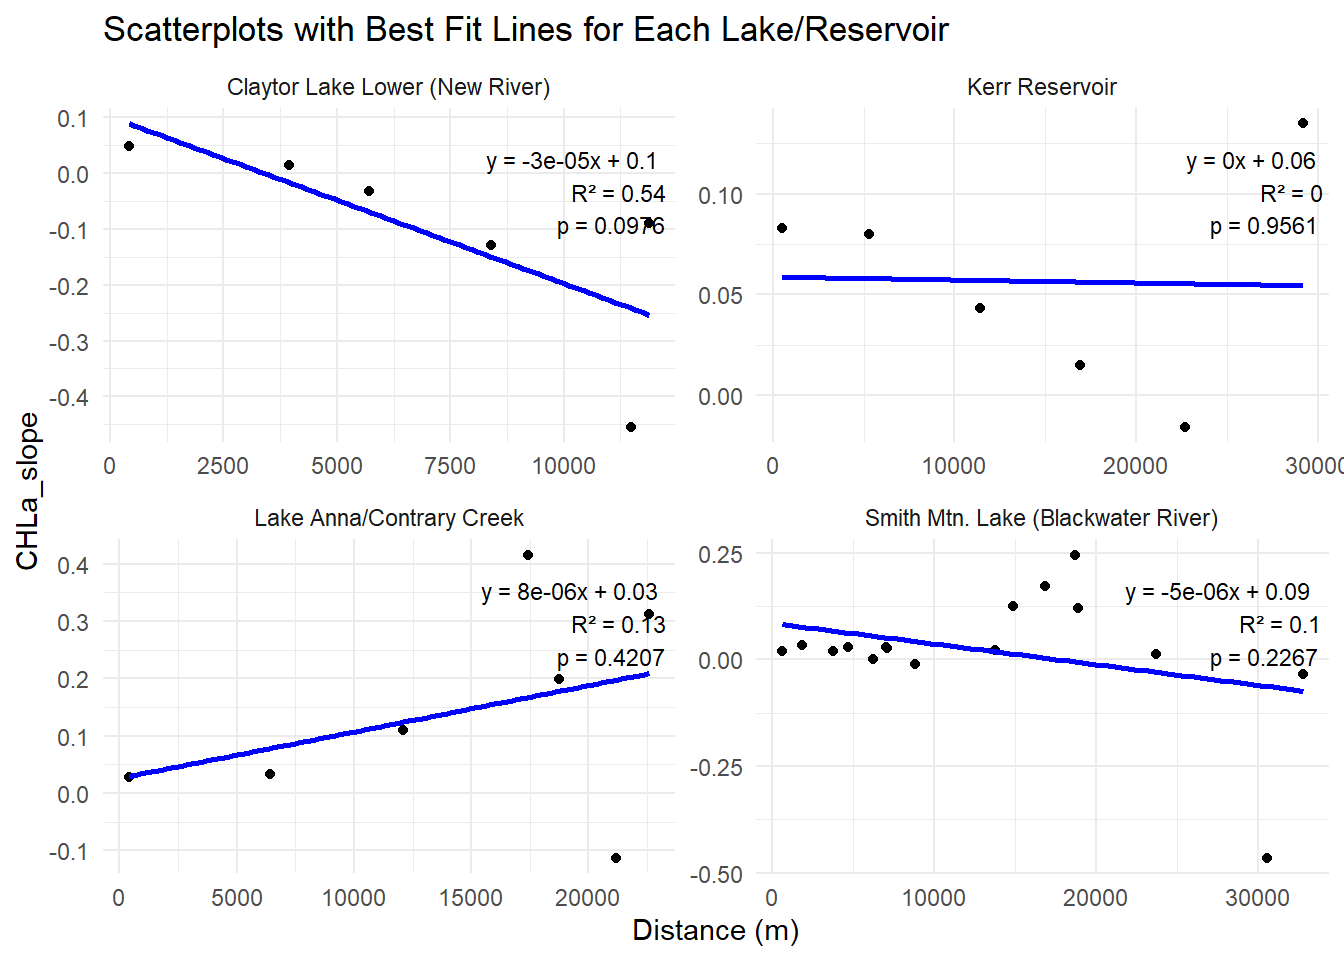 Scatterplots with Best Fit Lines for Each Lake/Reservoir
Claytor Lake Lower (New River)
0.1
0.0
-0.1
-0.2
-0.3
-0.4
y = -3e-05x + 0.1
R² = 0.54
p = 0.0976
0 2500 5000 7500 10000
Kerr Reservoir
0.10
0.05
0.00
y = 0x + 0.06
R² = 0
p = 0.9561
0 10000 20000 30000
CHLa_slope
Lake Anna/Contrary Creek
0.4
0.3
0.2
0.1
0.0
-0.1
y = 8e-06x + 0.03
R² = 0.13
p = 0.4207
0 5000 10000 15000 20000
Smith Mtn. Lake (Blackwater River)
0.25
0.00
-0.25
-0.50
y = -5e-06x + 0.09
R² = 0.1
p = 0.2267
0 10000 20000 30000
Distance (m)